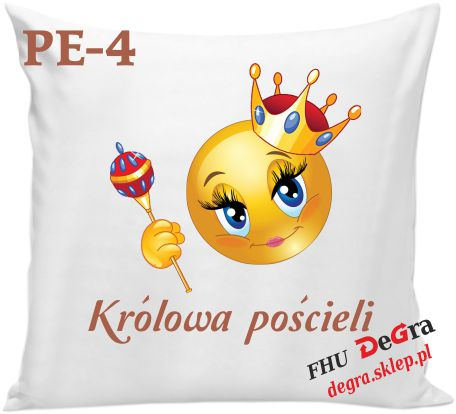 PE-4
Królowa pościeli
FHU DeGra
degra.sklep.pl